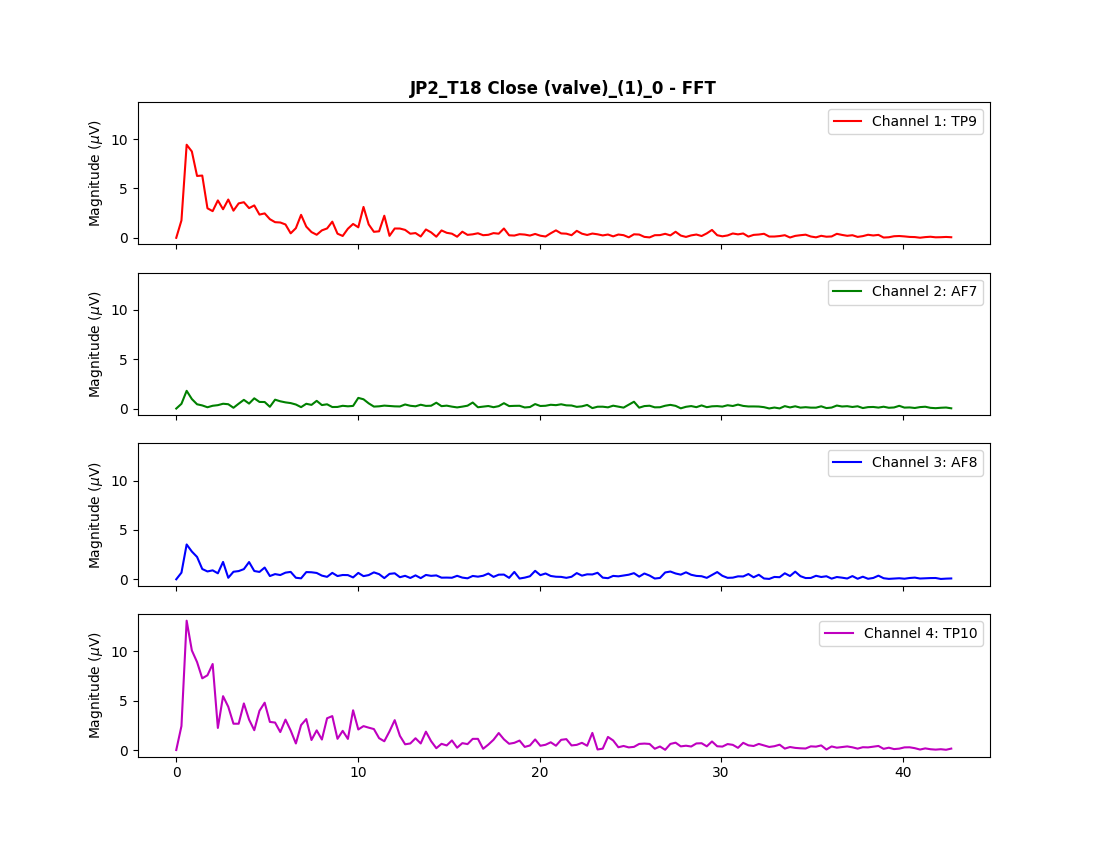 JP2_T18 Close (valve)_(1)_0 - FFT
Channel 1: TP9
Magnitude (μV)
10
5
0
Channel 2: AF7
Magnitude (μV)
10
5
0
Channel 3: AF8
Magnitude (μV)
10
5
0
Channel 4: TP10
Magnitude (μV)
10
5
0
0 10 20 30 40